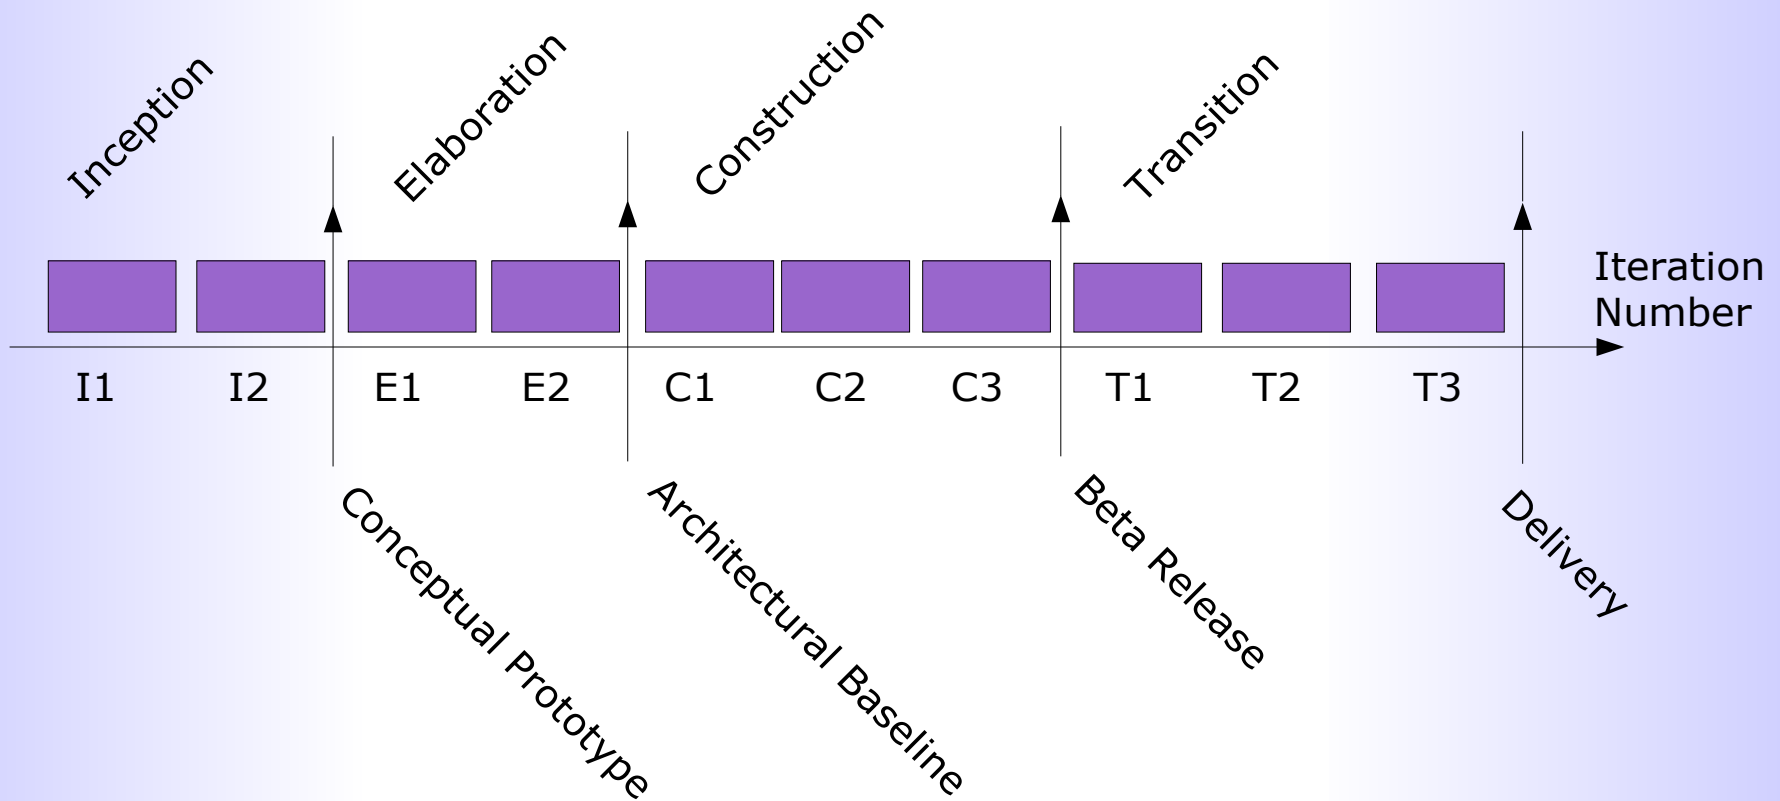 Inception
Elaboration
Construction
Transition
Iteration
Number
I1
I2
E1
E2
C1
C2
C3
T1
T2
T3
Conceptual Prototype
Architectural Baseline
Beta Release
Delivery